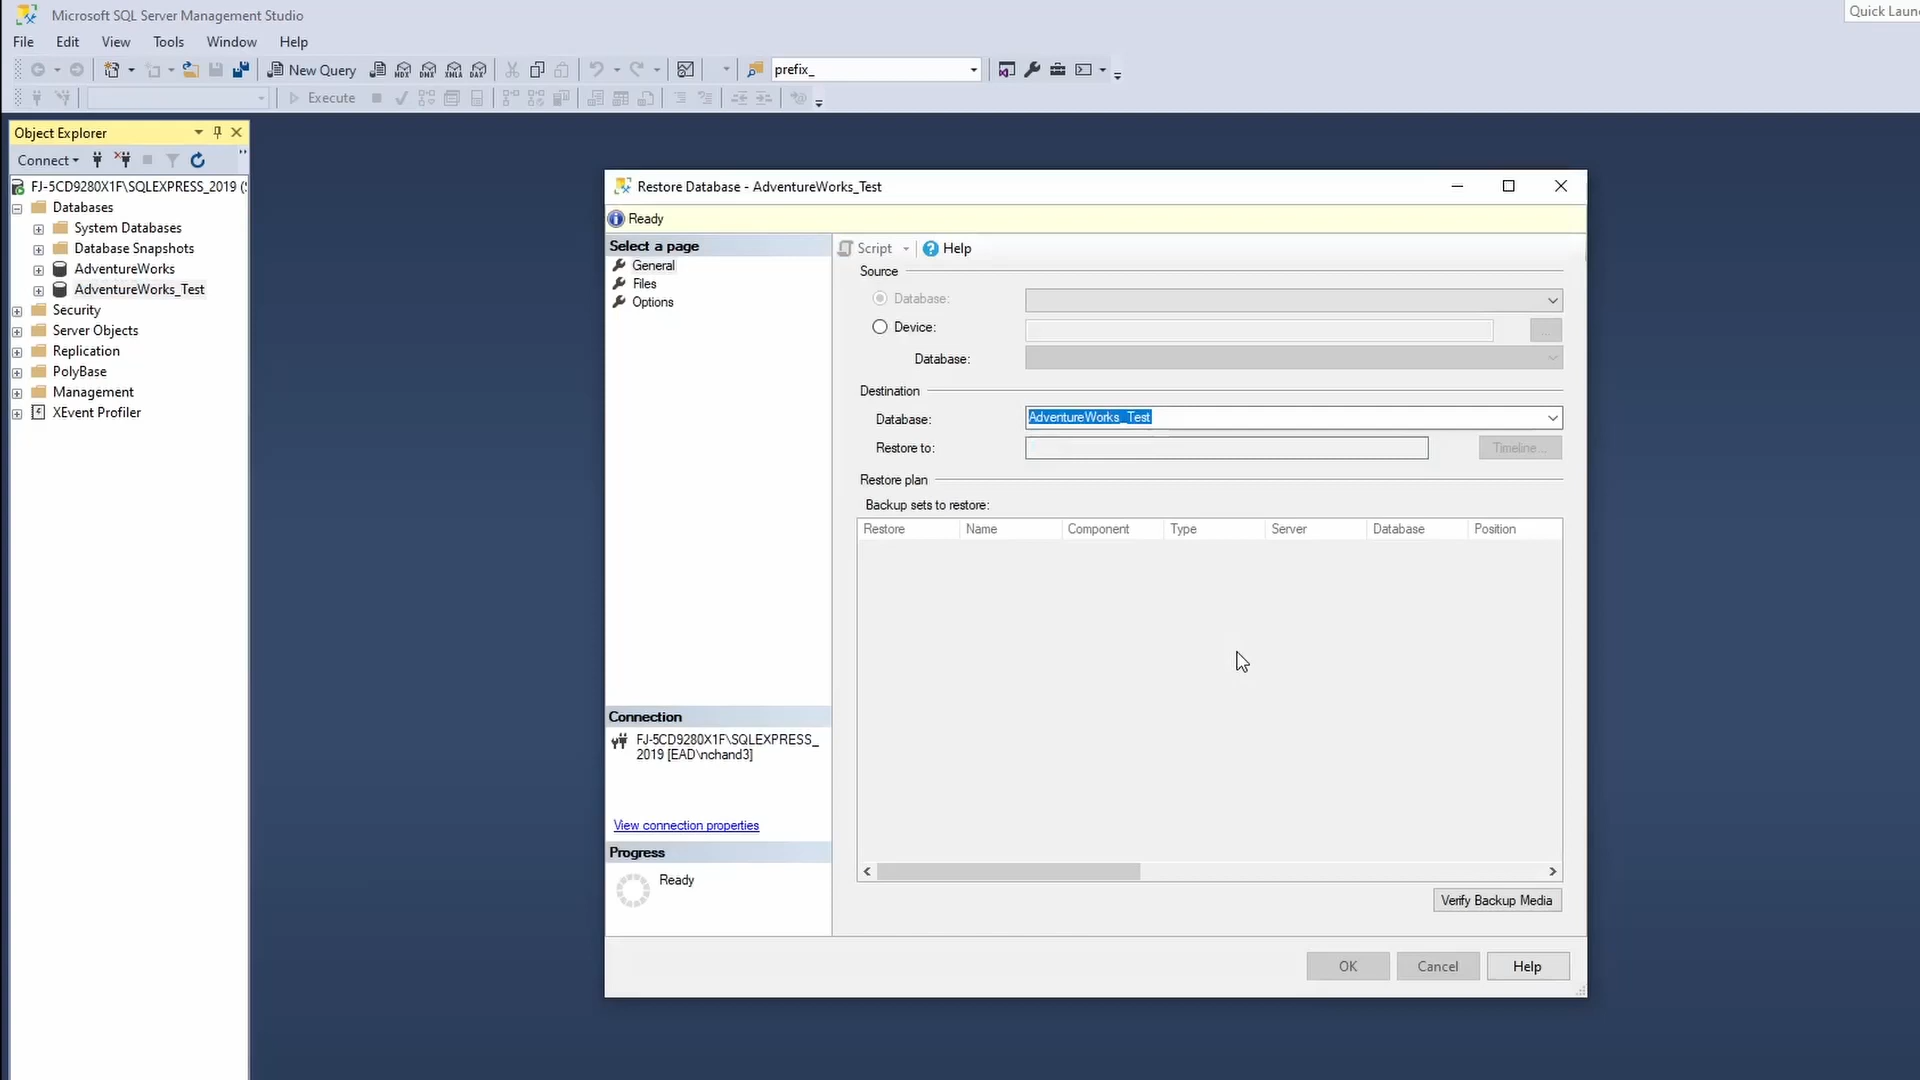 Microsoft SQL Server Management Studio
File Edit View Tools Window Help
New Query
MDX DMX XMLA DAX
prefix_
Execute
Object Explorer
Connect
FJ-5CD9280X1F\SQLEXPRESS_2019 (
Databases
System Databases
Database Snapshots
AdventureWorks
AdventureWorks_Test
Security
Server Objects
Replication
PolyBase
Management
XEvent Profiler
Restore Database - AdventureWorks_Test
Ready
Select a page
General
Files
Options
Connection
FJ-5CD9280X1F\SQLEXPRESS_
2019 [EAD\nchand3]
View connection properties
Progress
Ready
Script Help
Source
Database:
Device:
...
Database:
Destination
Database: AdventureWorks_Test
Restore to: Timeline...
Restore plan
Backup sets to restore:
Restore Name Component Type Server Database Position
Verify Backup Media
OK Cancel Help